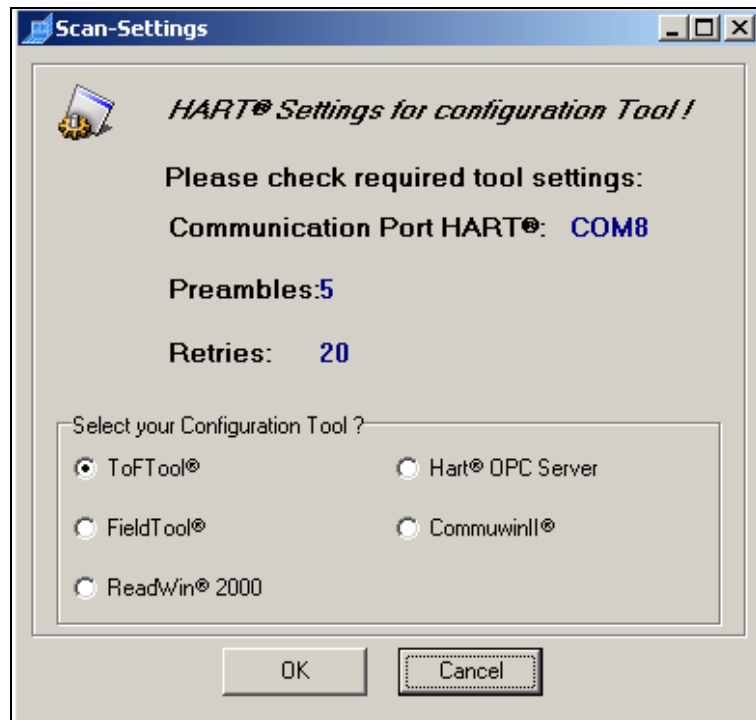 Scan-Settings
HART® Settings for configuration Tool !
Please check required tool settings:
Communication Port HART®: COM8
Preambles:5
Retries: 20
Select your Configuration Tool ?
ToFTool® Hart® OPC Server
FieldTool® CommuwinII®
ReadWin® 2000
OK Cancel